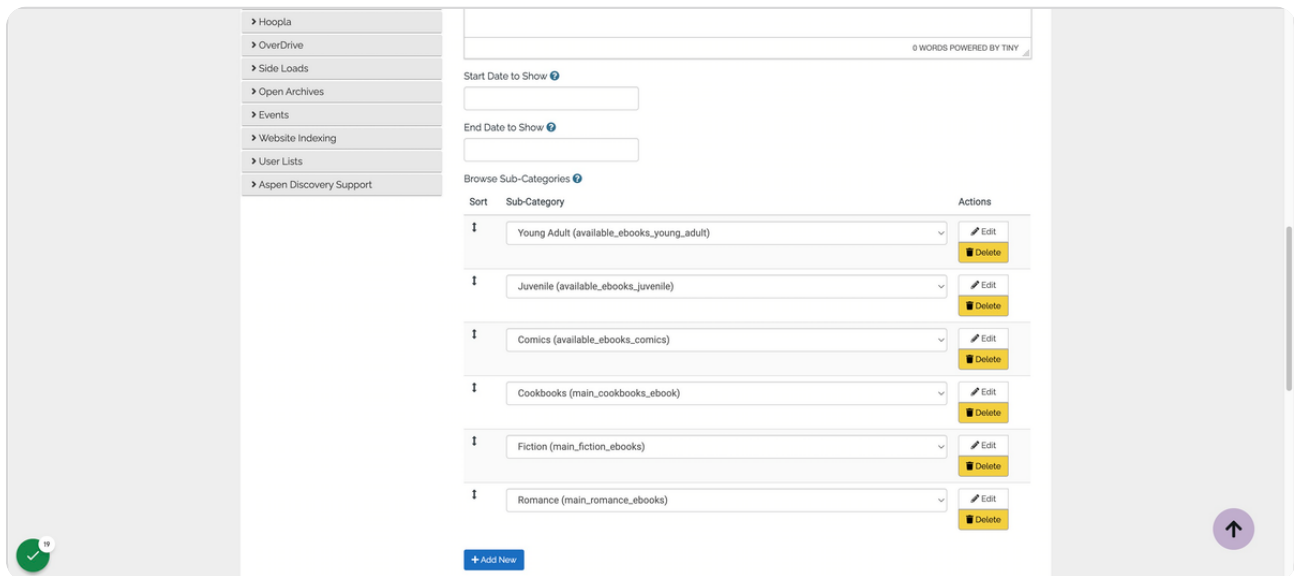 Hoopla
OverDrive
Side Loads
Open Archives
Events
Website Indexing
User Lists
Aspen Discovery Support
0 WORDS POWERED BY TINY
Start Date to Show
End Date to Show
Browse Sub-Categories
Sort Sub-Category Actions
Young Adult (available_ebooks_young_adult) Edit
Delete
Juvenile (available_ebooks_juvenile) Edit
Delete
Comics (available_ebooks_comics) Edit
Delete
Cookbooks (main_cookbooks_ebook) Edit
Delete
Fiction (main_fiction_ebooks) Edit
Delete
Romance (main_romance_ebooks) Edit
Delete
+ Add New
19